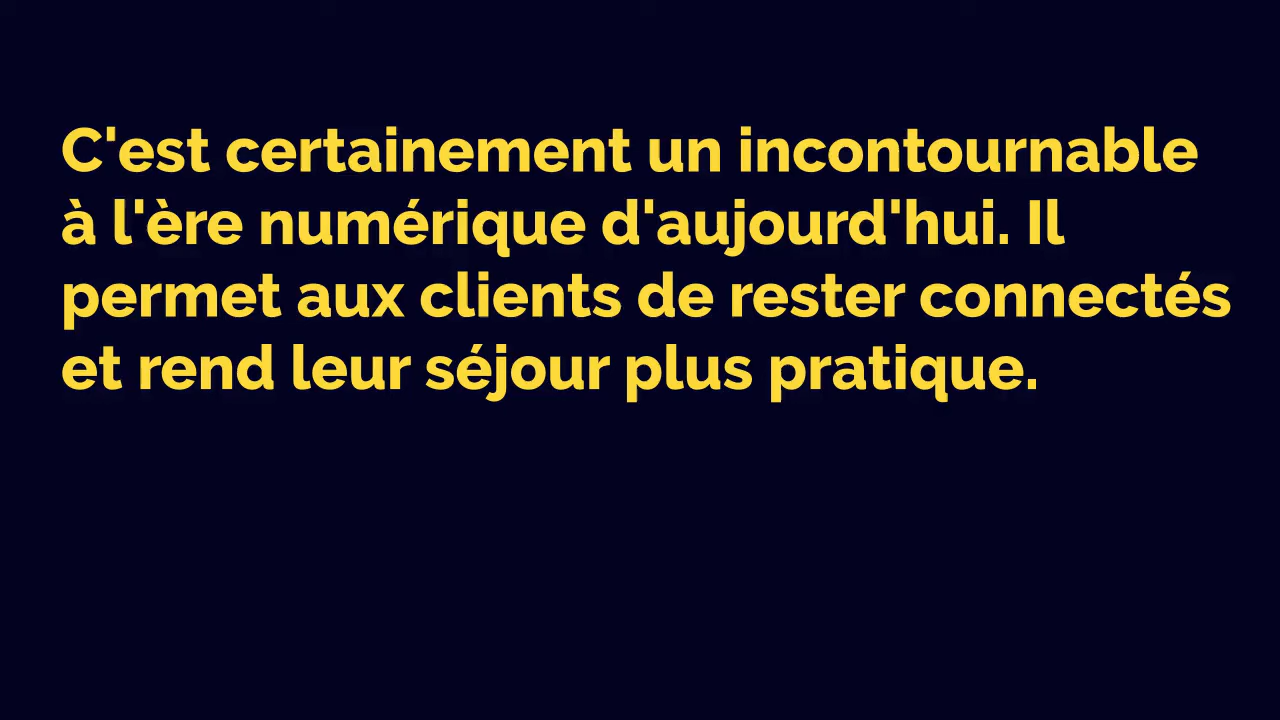 C'est certainement un incontournable
à l'ère numérique d'aujourd'hui. Il
permet aux clients de rester connectés
et rend leur séjour plus pratique.